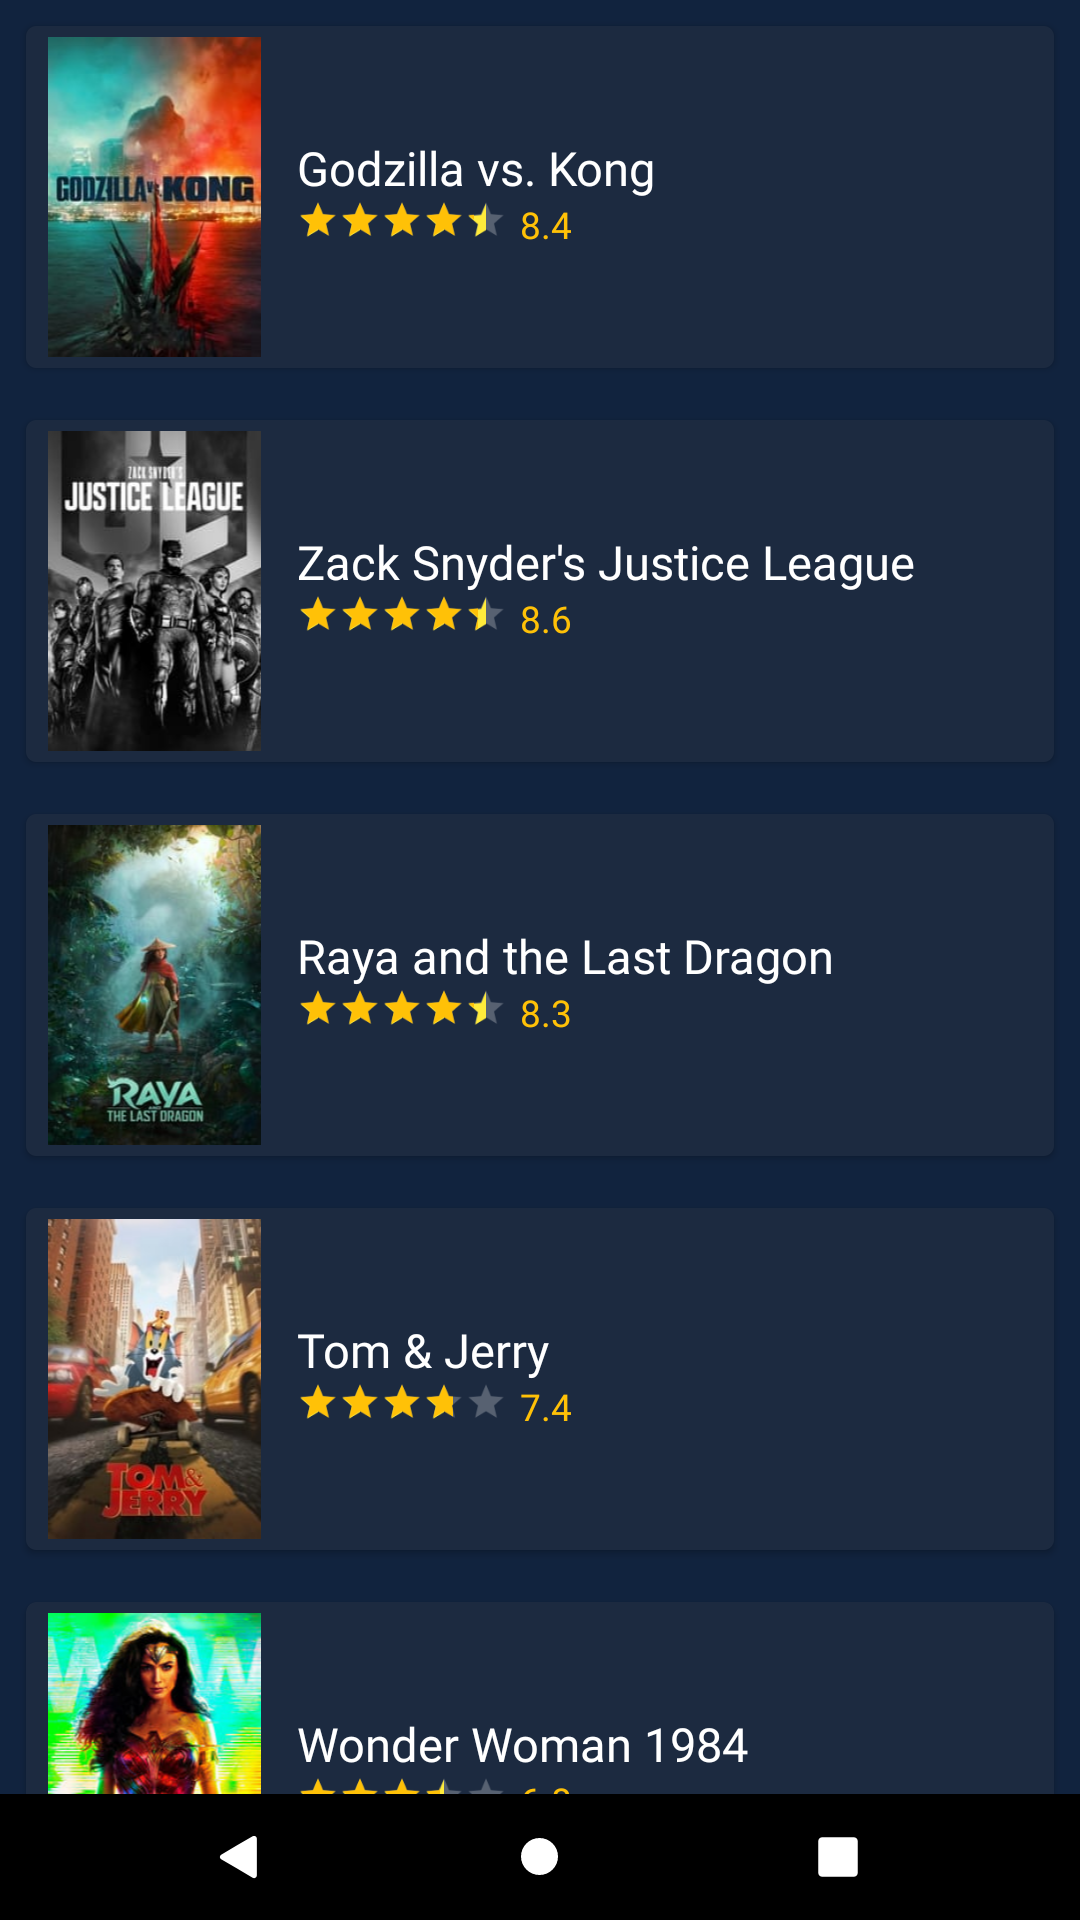 GODZILLA vs. KONG
Godzilla vs. Kong
8.4
ZACK SNYDER'S
JUSTICE LEAGUE
Zack Snyder's Justice League
8.6
Raya and the Last Dragon
8.3
RAYA
AND
THE LAST DRAGON
Tom & Jerry
7.4
TOM &
JERRY
Wonder Woman 1984